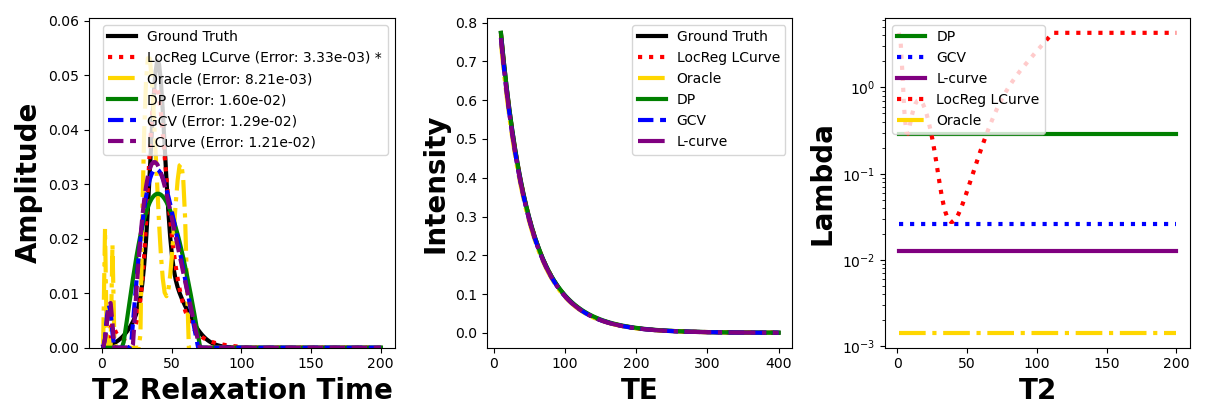 Amplitude
0.06
0.05
0.04
0.03
0.02
0.01
0.00
0
50
100
150
200
T2 Relaxation Time
Ground Truth
LocReg LCurve (Error: 3.33e-03) *
Oracle (Error: 8.21e-03)
DP (Error: 1.60e-02)
GCV (Error: 1.29e-02)
LCurve (Error: 1.21e-02)
Intensity
0.8
0.7
0.6
0.5
0.4
0.3
0.2
0.1
0.0
0
100
200
300
400
TE
Ground Truth
LocReg LCurve
Oracle
DP
GCV
L-curve
Lambda
10⁰
10⁻¹
10⁻²
10⁻³
0
50
100
150
200
T2
DP
GCV
L-curve
LocReg LCurve
Oracle